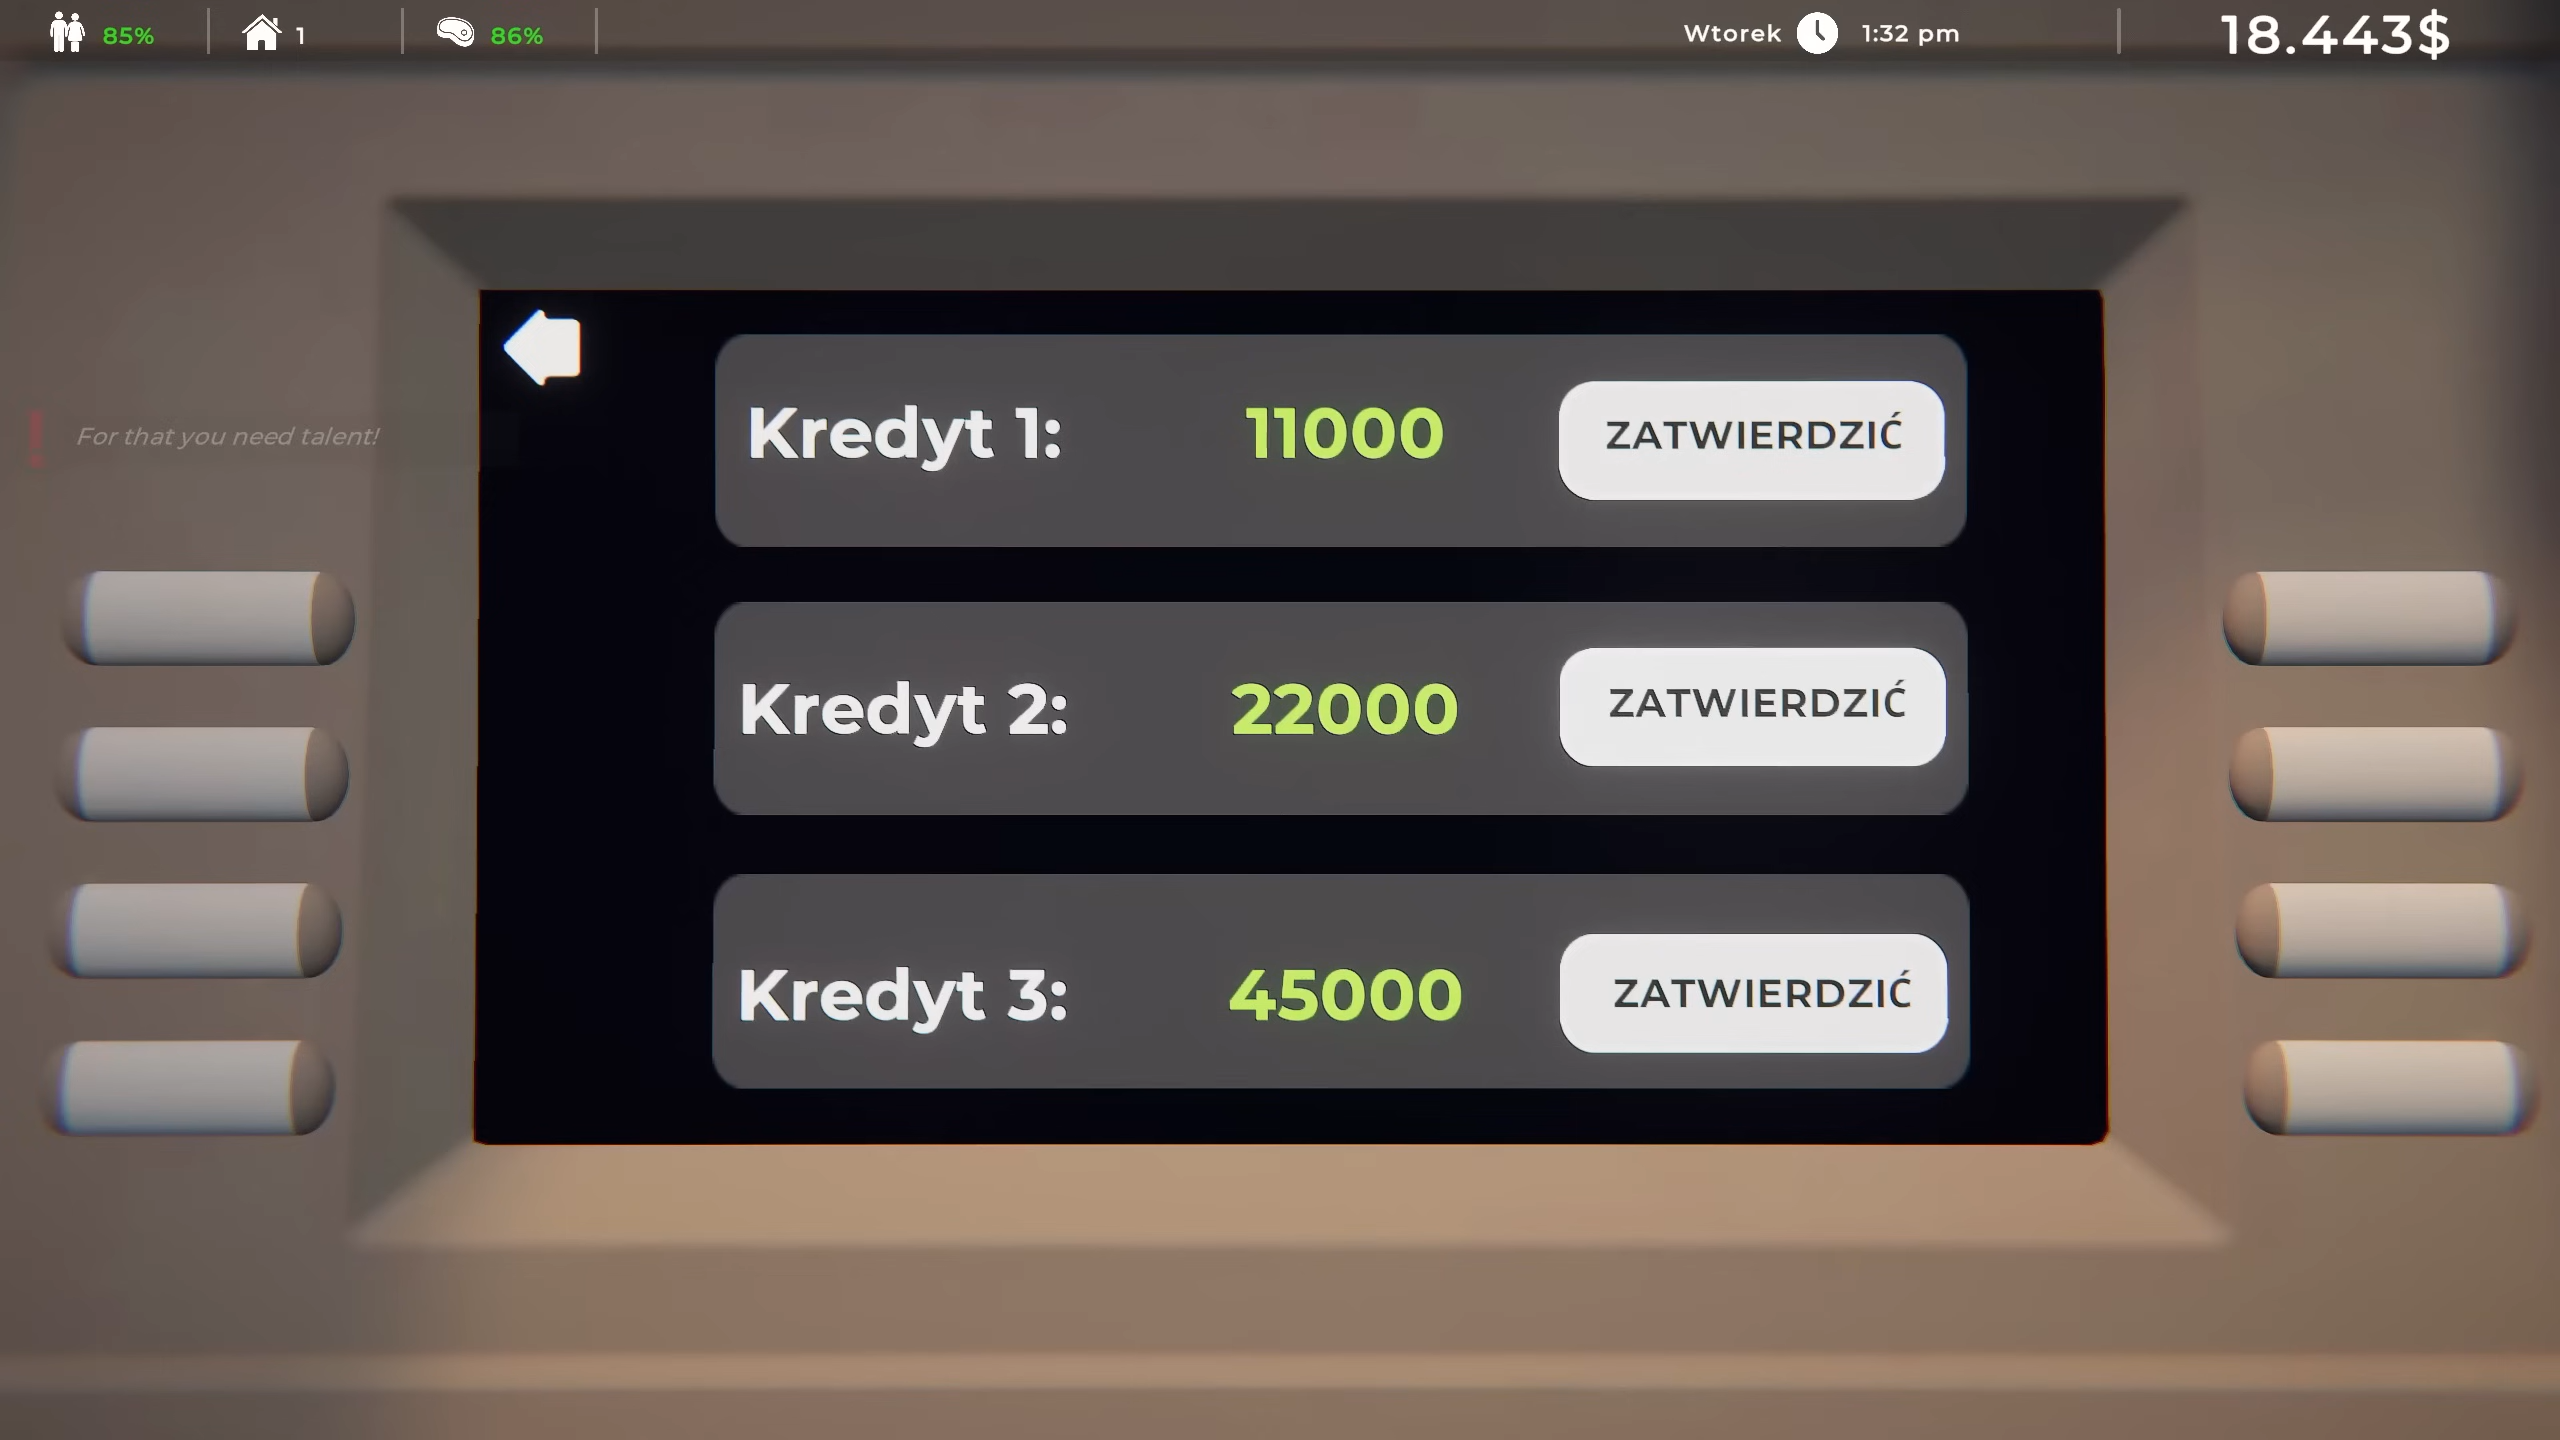 85% 1 86% Wtorek 1:32 pm 18.443$
For that you need talent!
Kredyt 1: 11000 ZATWIERDZIĆ
Kredyt 2: 22000 ZATWIERDZIĆ
Kredyt 3: 45000 ZATWIERDZIĆ